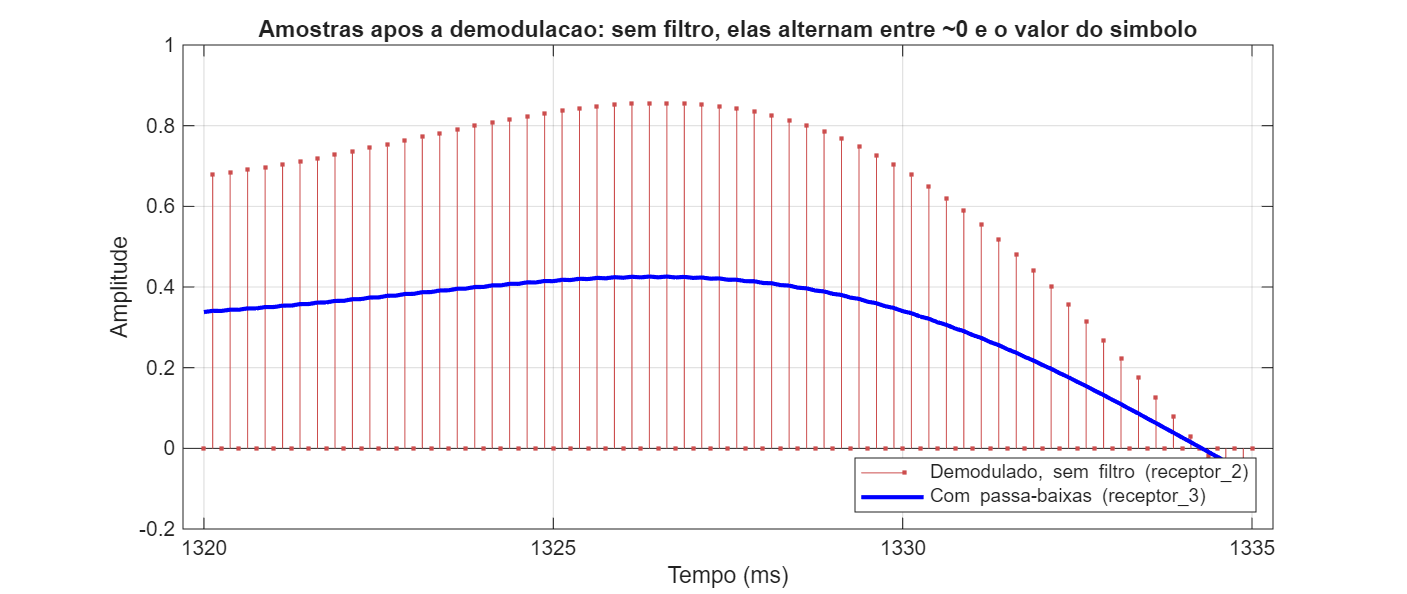 Amostras apos a demodulacao: sem filtro, elas alternam entre ~0 e o valor do simbolo
1
0.8
0.6
0.4
0.2
0
-0.2
Amplitude
Demodulado, sem filtro (receptor_2)
Com passa-baixas (receptor_3)
1320
1325
1330
1335
Tempo (ms)